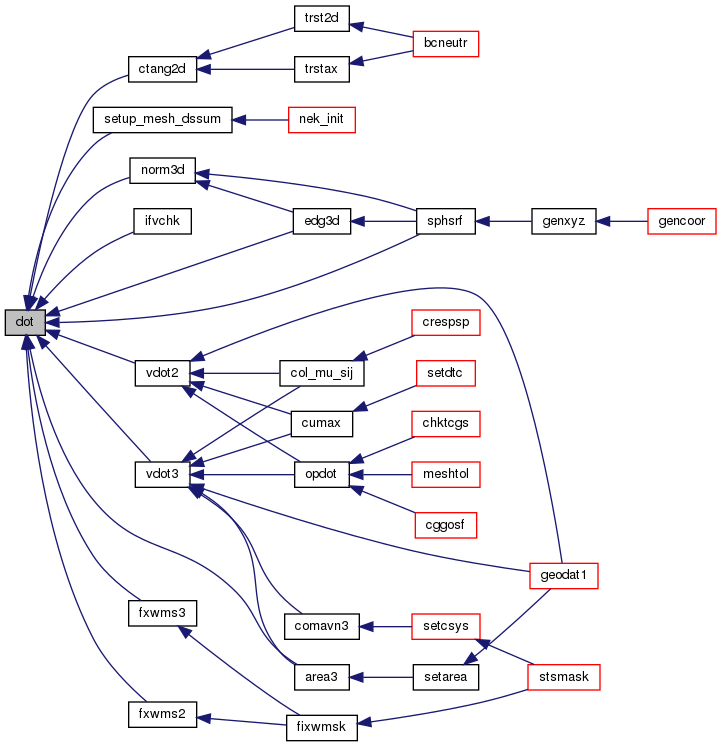 trst2d
bcneutr
ctang2d
trstax
setup_mesh_dssum
nek_init
norm3d
ifvchk
edg3d
sphsrf
genxyz
gencoor
dot
crespsp
vdot2
col_mu_sij
setdtc
cumax
chktcgs
vdot3
opdot
meshtol
cggosf
geodat1
fxwms3
comavn3
setcsys
area3
setarea
stsmask
fxwms2
fixwmsk